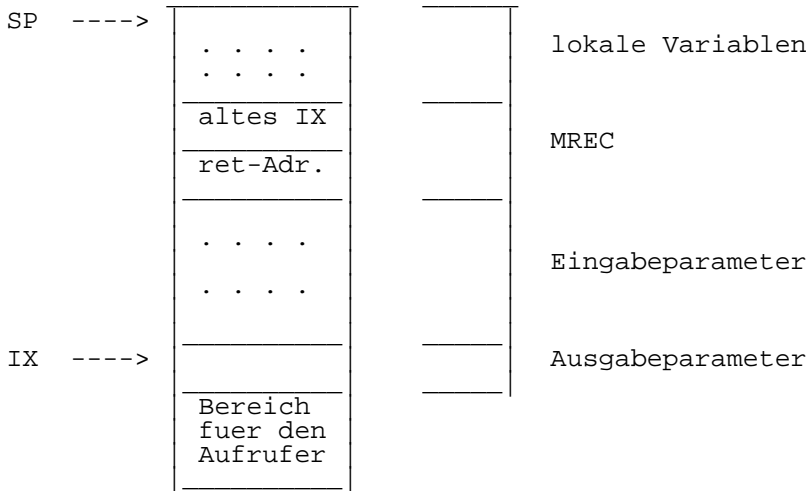 SP ---->
. . . . lokale Variablen
. . . .
altes IX
MREC
ret-Adr.
. . . .
Eingabeparameter
. . . .
IX ----> Ausgabeparameter
Bereich
fuer den
Aufrufer